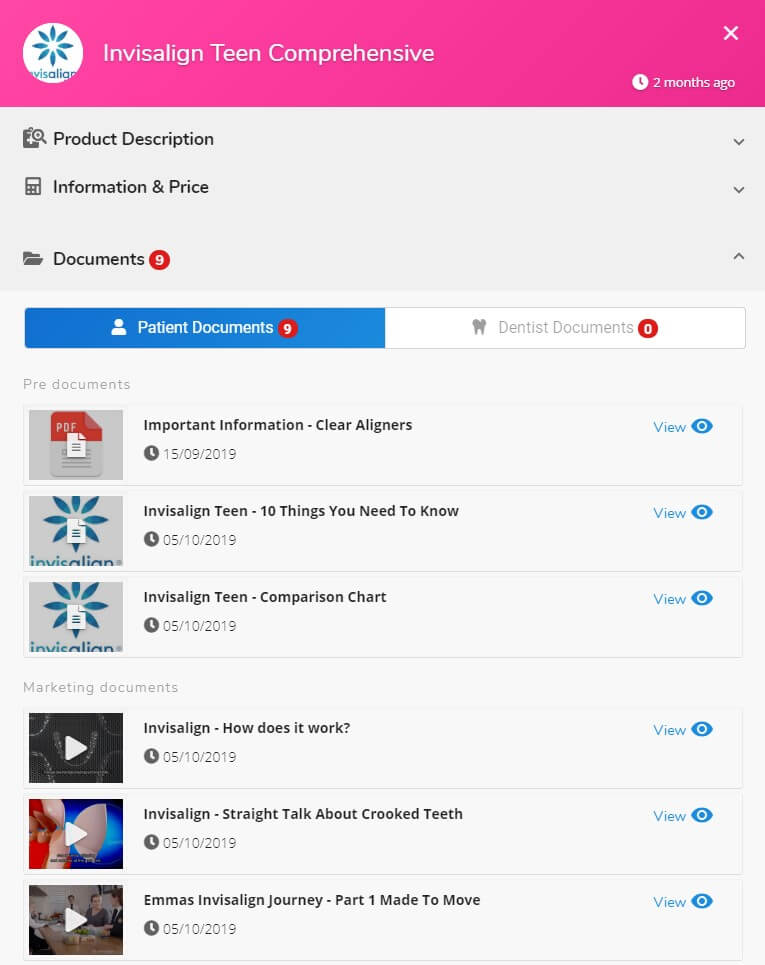 invisalign
Invisalign Teen Comprehensive
2 months ago
Product Description
Information & Price
Documents 9
Patient Documents 9
Dentist Documents 0
Pre documents
PDF
Important Information - Clear Aligners
View
15/09/2019
invisalign
Invisalign Teen - 10 Things You Need To Know
View
05/10/2019
invisalign
Invisalign Teen - Comparison Chart
View
05/10/2019
Marketing documents
Invisalign - How does it work?
View
05/10/2019
Invisalign - Straight Talk About Crooked Teeth
View
05/10/2019
Emmas Invisalign Journey - Part 1 Made To Move
View
05/10/2019